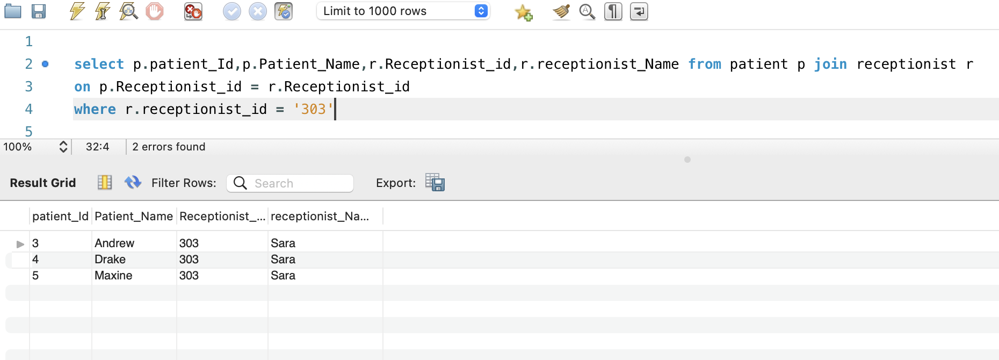 Limit to 1000 rows
1
2 select p.patient_Id,p.Patient_Name,r.Receptionist_id,r.receptionist_Name from patient p join receptionist r
3 on p.Receptionist_id = r.Receptionist_id
4 where r.receptionist_id = '303'
5
100% 32:4 2 errors found
Result Grid Filter Rows: Search Export:
patient_Id Patient_Name Receptionist_... receptionist_Na...
3 Andrew 303 Sara
4 Drake 303 Sara
5 Maxine 303 Sara